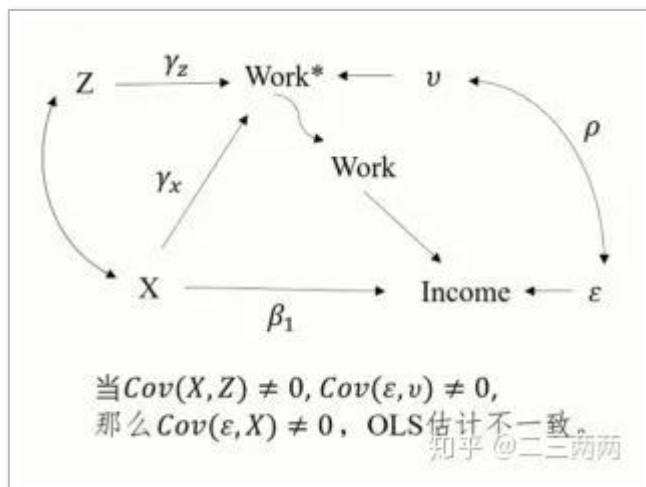 γz
Z Work* υ
ρ
Work
γx
X Income ε
β1
当Cov(X,Z) ≠ 0, Cov(ε,υ) ≠ 0,
那么Cov(ε,X) ≠ 0，OLS估计不一致。
知乎 @二三两两